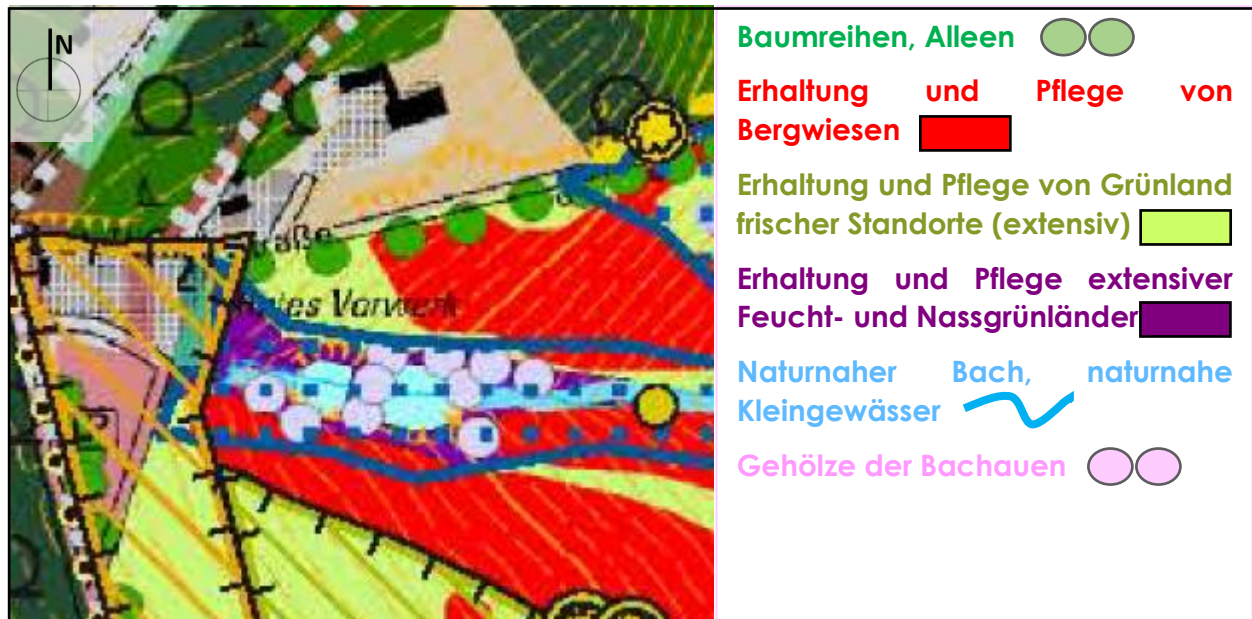 N
Baumreihen, Alleen
Erhaltung und Pflege von
Bergwiesen
Erhaltung und Pflege von Grünland
frischer Standorte (extensiv)
Erhaltung und Pflege extensiver
Feucht- und Nassgrünländer
Naturnaher Bach, naturnahe
Kleingewässer
Gehölze der Bachauen
Vorwerk